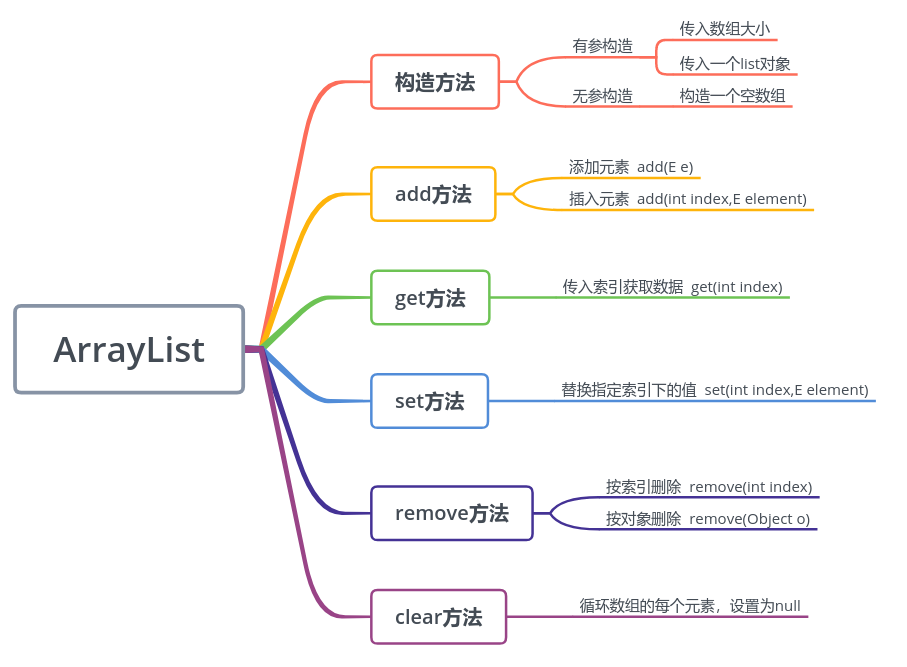 ArrayList
构造方法
有参构造
传入数组大小
传入一个list对象
无参构造
构造一个空数组
add方法
添加元素 add(E e)
插入元素 add(int index,E element)
get方法
传入索引获取数据 get(int index)
set方法
替换指定索引下的值 set(int index,E element)
remove方法
按索引删除 remove(int index)
按对象删除 remove(Object o)
clear方法
循环数组的每个元素，设置为null